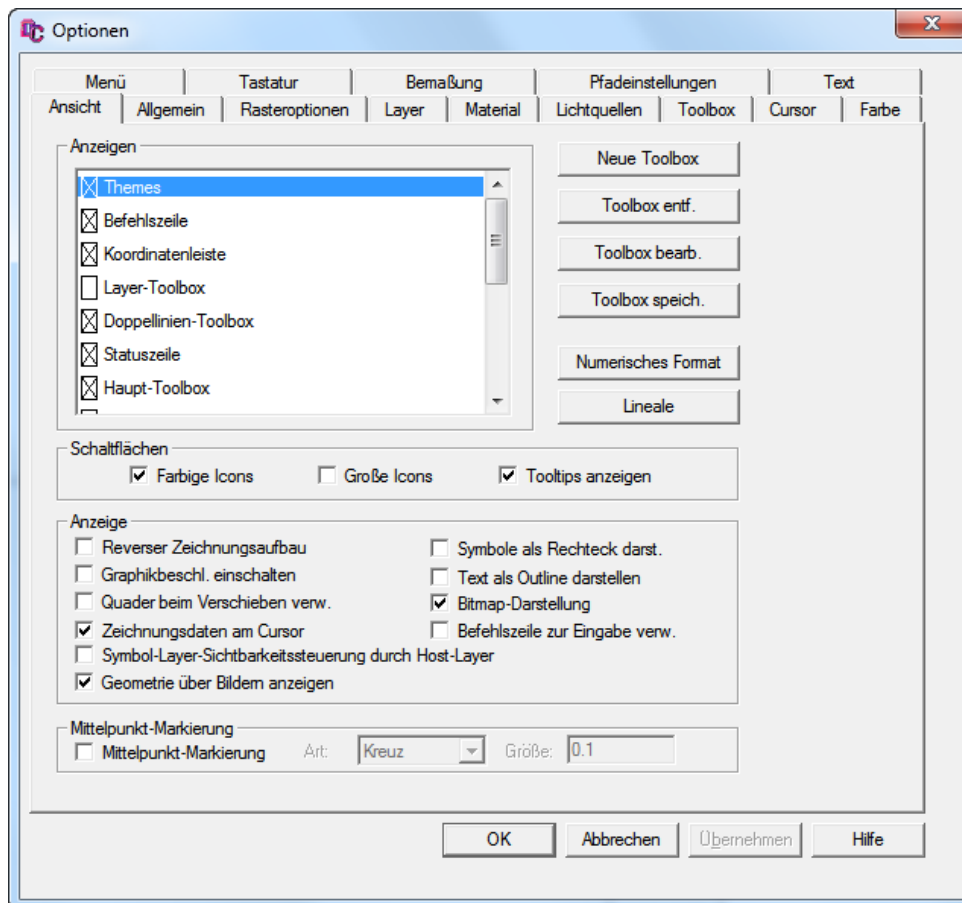 Optionen
Menü Tastatur Bemaßung Pfadeinstellungen Text
Ansicht Allgemein Rasteroptionen Layer Material Lichtquellen Toolbox Cursor Farbe
Anzeigen
Themes
Befehlszeile
Koordinatenleiste
Layer-Toolbox
Doppellinien-Toolbox
Statuszeile
Haupt-Toolbox
Neue Toolbox
Toolbox entf.
Toolbox bearb.
Toolbox speich.
Numerisches Format
Lineale
Schaltflächen
Farbige Icons Große Icons Tooltips anzeigen
Anzeige
Reverser Zeichnungsaufbau Symbole als Rechteck darst.
Graphikbeschl. einschalten Text als Outline darstellen
Quader beim Verschieben verw. Bitmap-Darstellung
Zeichnungsdaten am Cursor Befehlszeile zur Eingabe verw.
Symbol-Layer-Sichtbarkeitssteuerung durch Host-Layer
Geometrie über Bildern anzeigen
Mittelpunkt-Markierung
Mittelpunkt-Markierung Art: Kreuz Größe: 0.1
OK Abbrechen Übernehmen Hilfe